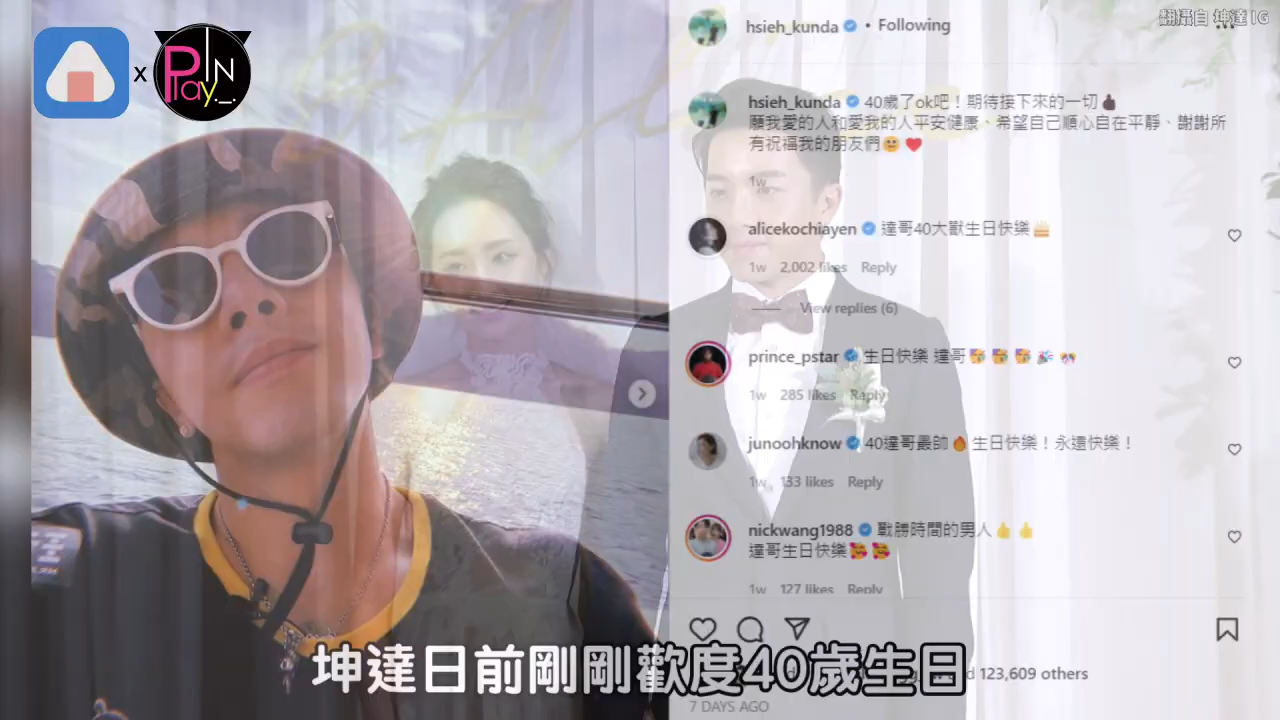 x
PlayIN
翻攝自 坤達 IG
hsieh_kunda • Following
hsieh_kunda 40歲了ok吧！期待接下來的一切
願我愛的人和愛我的人平安健康、希望自己順心自在平靜、謝謝所
有祝福我的朋友們
1w
alicekochiayen 達哥40大獸生日快樂
1w 2,002 likes Reply
View replies (6)
prince_pstar 生日快樂 達哥
1w 285 likes Reply
junoohknow 40達哥最帥 生日快樂！永遠快樂！
1w 133 likes Reply
nickwang1988 戰勝時間的男人
達哥生日快樂
1w 127 likes Reply
123,609 others
7 DAYS AGO
坤達日前剛剛歡度40歲生日